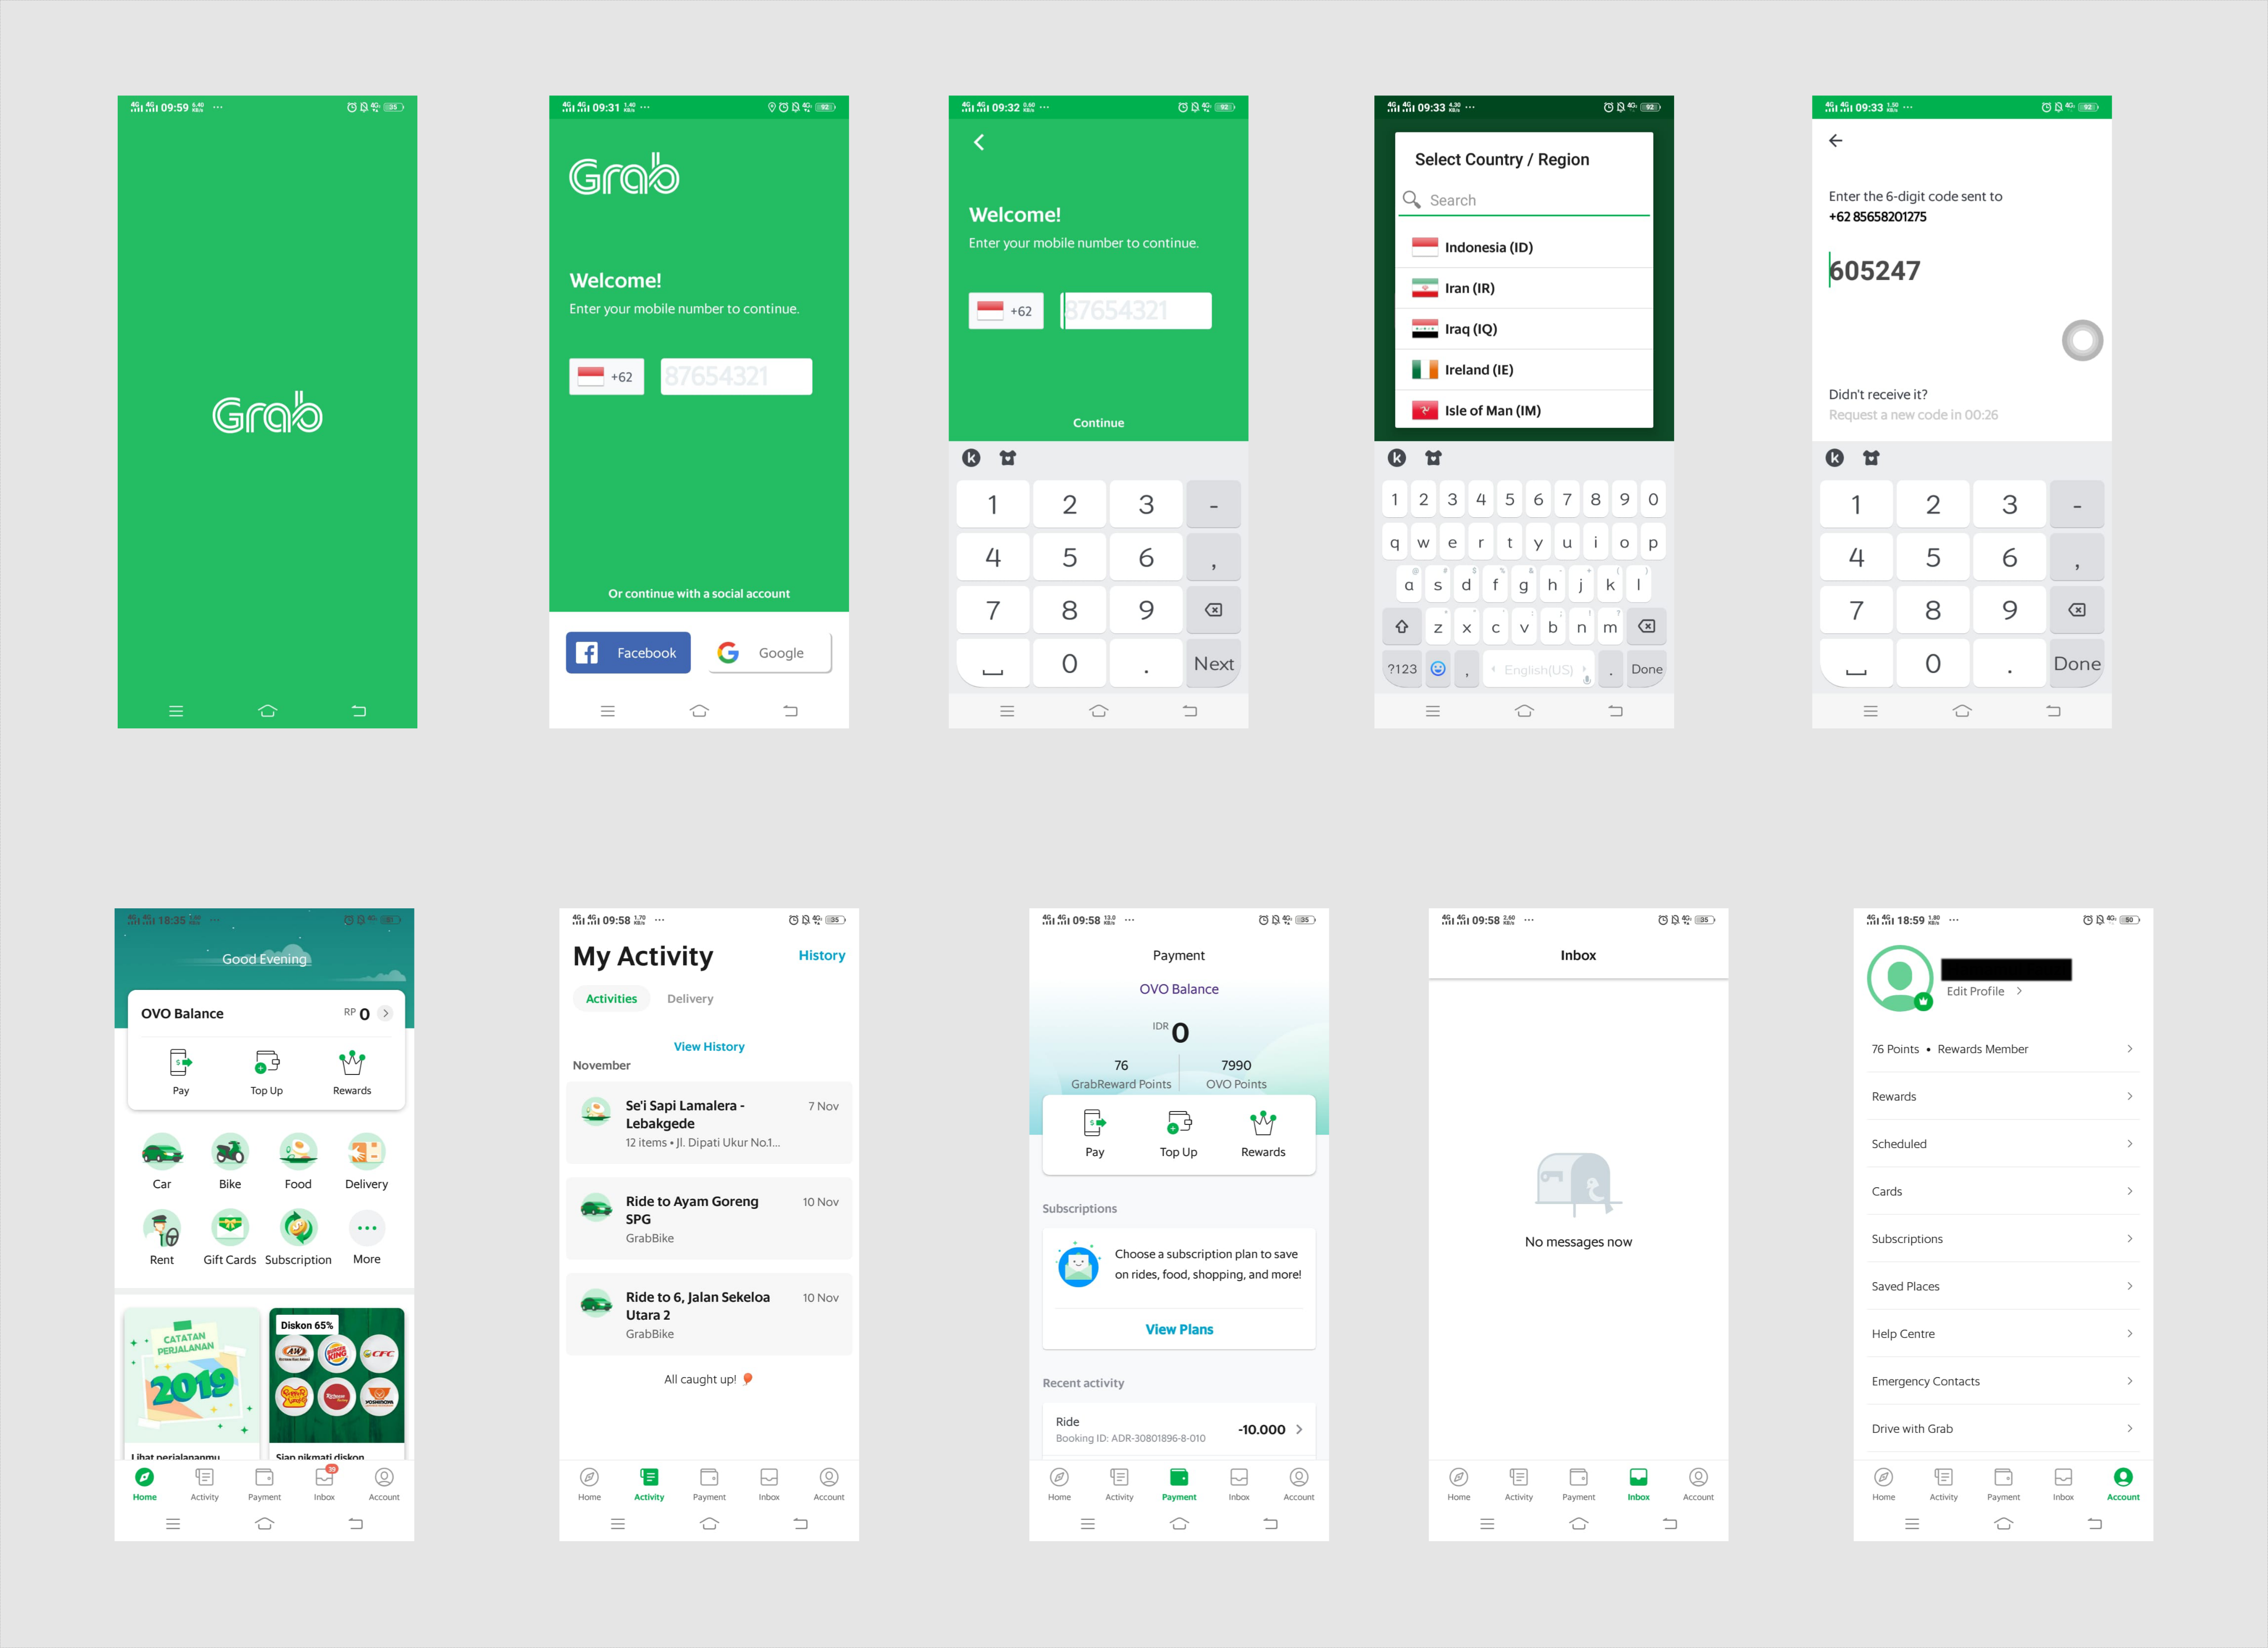 09:59
Grab
09:31
Grab
Welcome!
Enter your mobile number to continue.
+62
87654321
Or continue with a social account
Facebook
Google
09:32
Welcome!
Enter your mobile number to continue.
+62
87654321
Continue
1 2 3 -
4 5 6 ,
7 8 9
0 . Next
09:33
Select Country / Region
Search
Indonesia (ID)
Iran (IR)
Iraq (IQ)
Ireland (IE)
Isle of Man (IM)
1 2 3 4 5 6 7 8 9 0
q w e r t y u i o p
a s d f g h j k l
z x c v b n m
?123 , English(US) . Done
09:33
Enter the 6-digit code sent to
+62 85658201275
605247
Didn't receive it?
Request a new code in 00:26
1 2 3 -
4 5 6 ,
7 8 9
0 . Done
18:35
Good Evening
OVO Balance RP 0
Pay Top Up Rewards
Car Bike Food Delivery
Rent Gift Cards Subscription More
CATATAN
PERJALANAN
2019
Diskon 65%
AW
BURGER KING
CFC
YOSHINOYA
Lihat perjalananmu
Siap nikmati diskon
39
Home Activity Payment Inbox Account
09:58
My Activity History
Activities Delivery
View History
November
Se'i Sapi Lamalera - 7 Nov
Lebakgede
12 items • Jl. Dipati Ukur No.1...
Ride to Ayam Goreng 10 Nov
SPG
GrabBike
Ride to 6, Jalan Sekeloa 10 Nov
Utara 2
GrabBike
All caught up!
Home Activity Payment Inbox Account
09:58
Payment
OVO Balance
IDR 0
76 7990
GrabReward Points OVO Points
Pay Top Up Rewards
Subscriptions
Choose a subscription plan to save
on rides, food, shopping, and more!
View Plans
Recent activity
Ride -10.000
Booking ID: ADR-30801896-8-010
Home Activity Payment Inbox Account
09:58
Inbox
No messages now
Home Activity Payment Inbox Account
18:59
Edit Profile
76 Points • Rewards Member
Rewards
Scheduled
Cards
Subscriptions
Saved Places
Help Centre
Emergency Contacts
Drive with Grab
Home Activity Payment Inbox Account